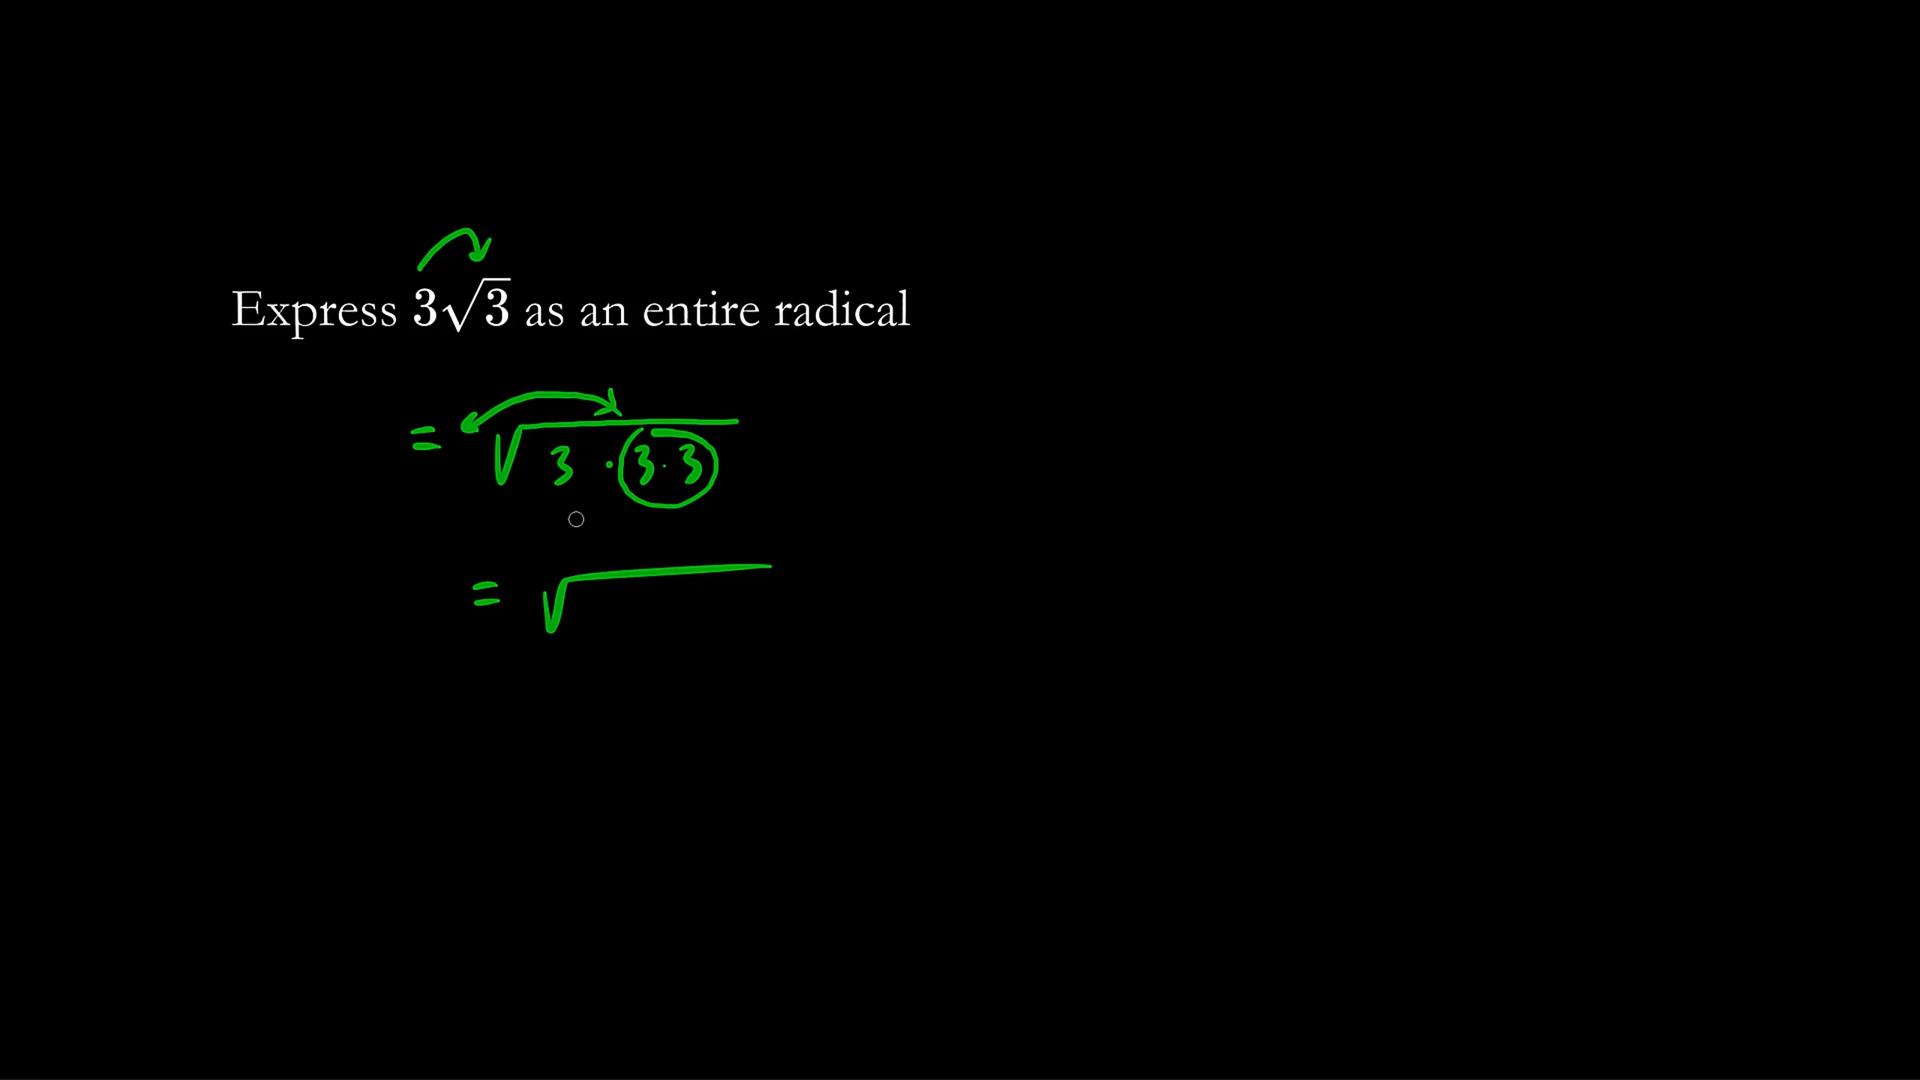 Express 3√3 as an entire radical
= √3 · 3 · 3
= √